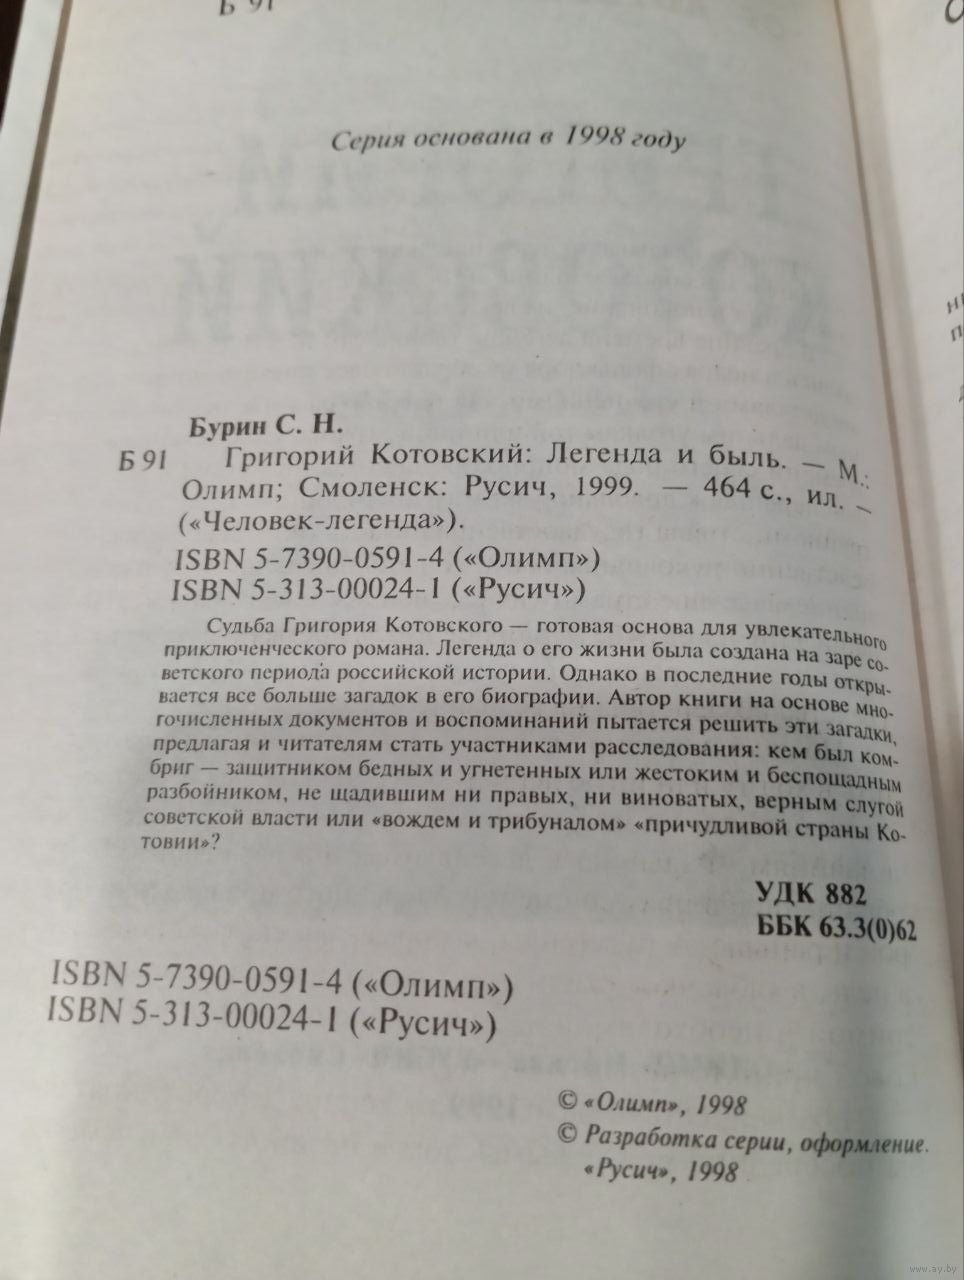 Б 91
Серия основана в 1998 году
Бурин С. Н.
Б 91 Григорий Котовский: Легенда и быль. — М.:
Олимп; Смоленск: Русич, 1999. — 464 с., ил. –
(«Человек-легенда»).
ISBN 5-7390-0591-4 («Олимп»)
ISBN 5-313-00024-1 («Русич»)
Судьба Григория Котовского — готовая основа для увлекательного
приключенческого романа. Легенда о его жизни была создана на заре со-
ветского периода российской истории. Однако в последние годы откры-
вается все больше загадок в его биографии. Автор книги на основе мно-
гочисленных документов и воспоминаний пытается решить эти загадки,
предлагая и читателям стать участниками расследования: кем был ком-
бриг — защитником бедных и угнетенных или жестоким и беспощадным
разбойником, не щадившим ни правых, ни виноватых, верным слугой
советской власти или «вождем и трибуналом» «причудливой страны Ко-
товии»?
УДК 882
ББК 63.3(0)62
ISBN 5-7390-0591-4 («Олимп»)
ISBN 5-313-00024-1 («Русич»)
© «Олимп», 1998
© Разработка серии, оформление.
«Русич», 1998
www.ay.by